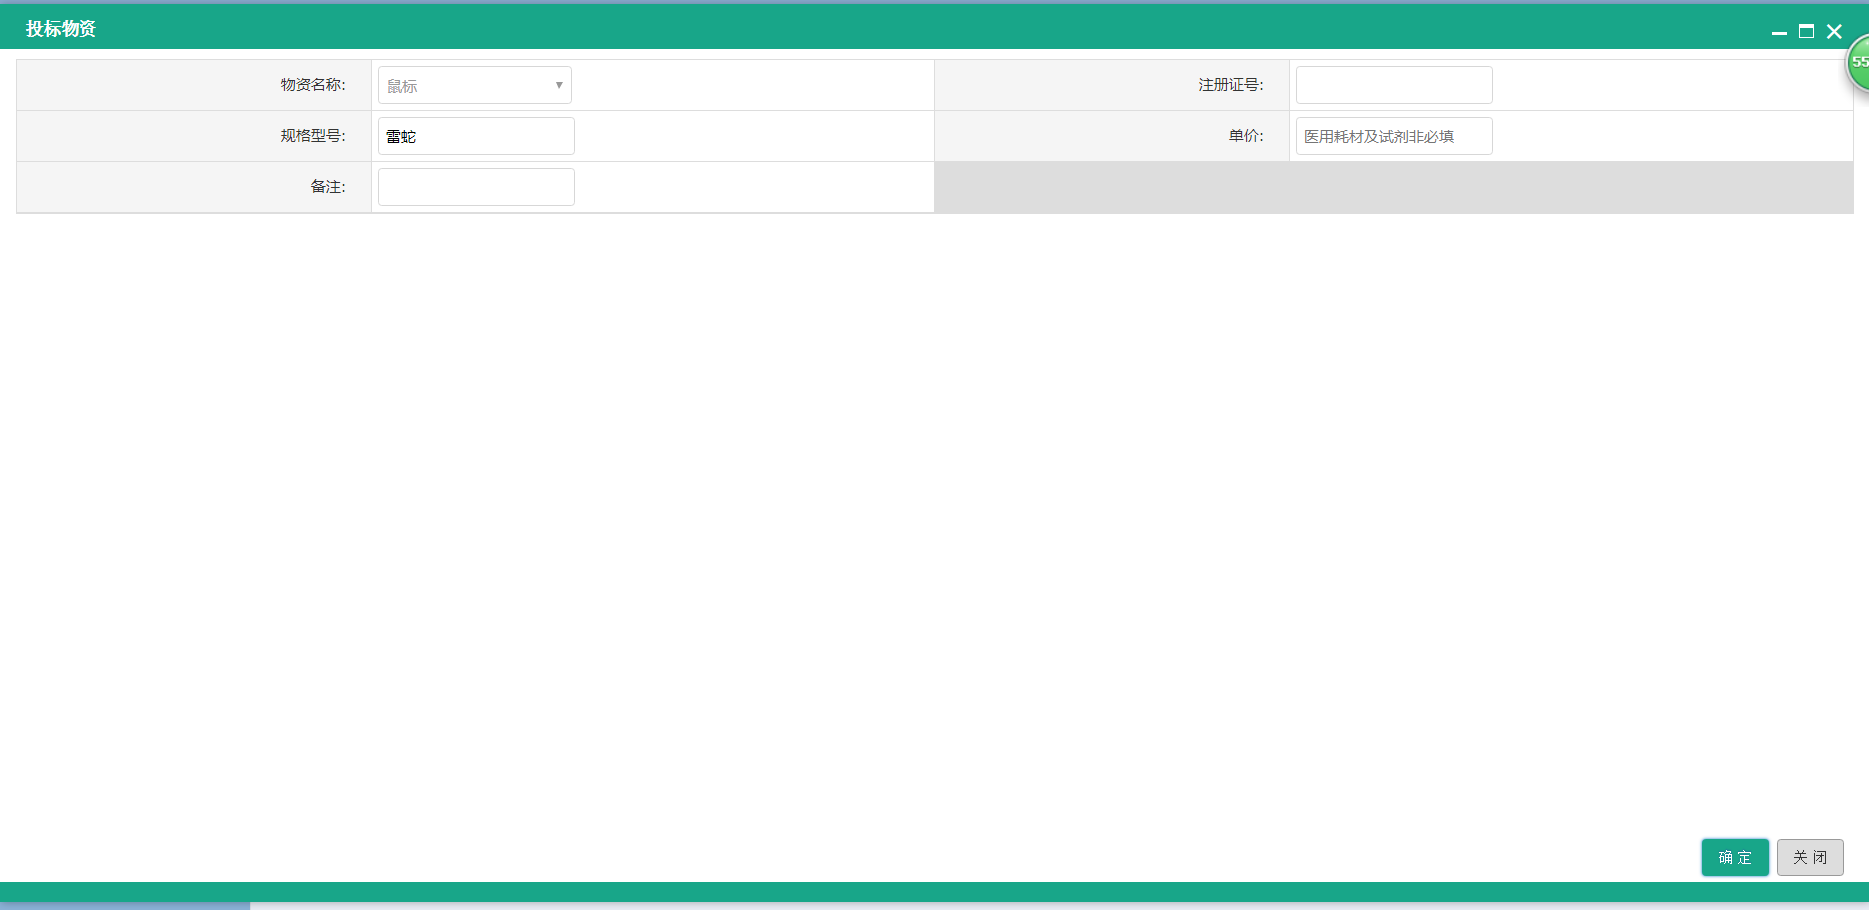 投标物资
55
物资名称: 鼠标 注册证号:
规格型号: 雷蛇 单价: 医用耗材及试剂非必填
备注:
确 定 关 闭